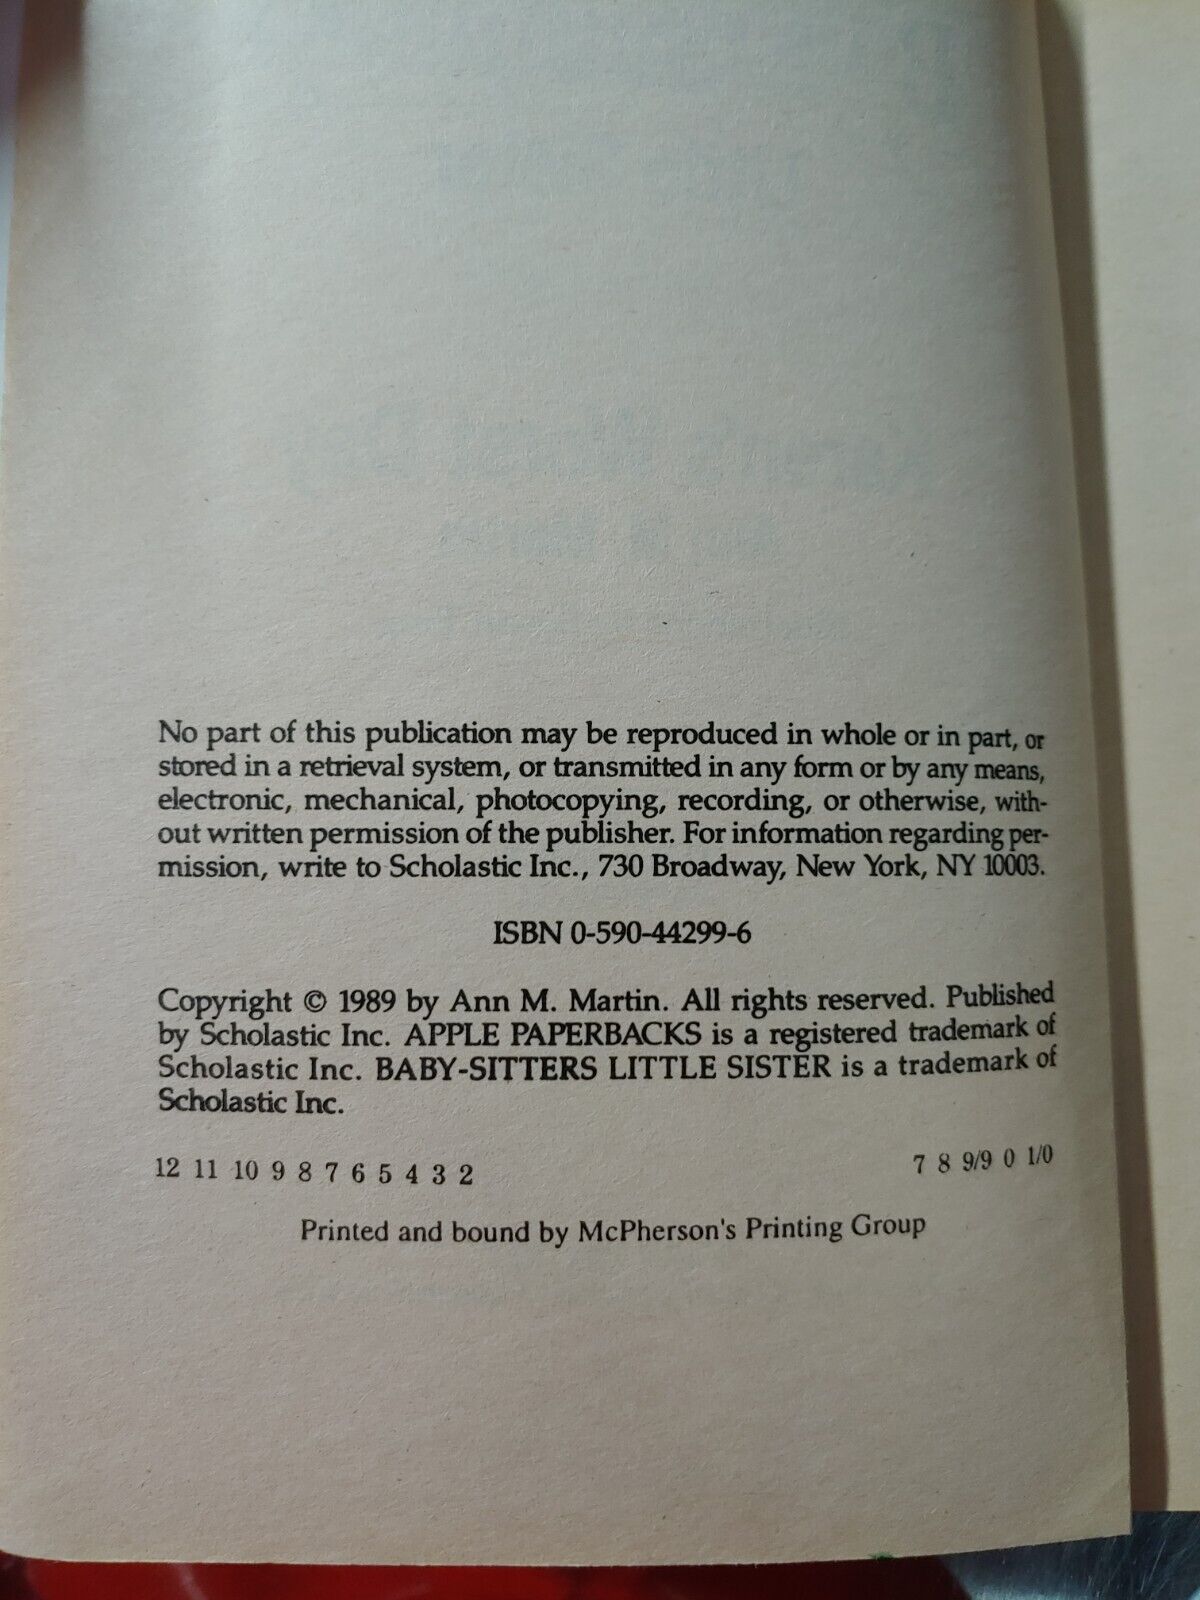 No part of this publication may be reproduced in whole or in part, or
stored in a retrieval system, or transmitted in any form or by any means,
electronic, mechanical, photocopying, recording, or otherwise, with-
out written permission of the publisher. For information regarding per-
mission, write to Scholastic Inc., 730 Broadway, New York, NY 10003.
ISBN 0-590-44299-6
Copyright © 1989 by Ann M. Martin. All rights reserved. Published
by Scholastic Inc. APPLE PAPERBACKS is a registered trademark of
Scholastic Inc. BABY-SITTERS LITTLE SISTER is a trademark of
Scholastic Inc.
12 11 10 9 8 7 6 5 4 3 2 7 8 9/9 0 1/0
Printed and bound by McPherson's Printing Group